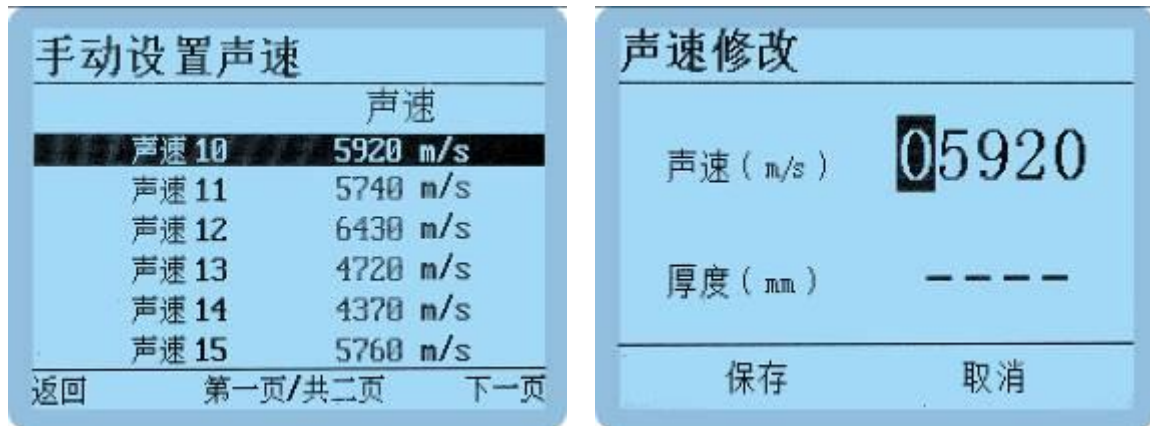 手动设置声速
声速
声速 10 5920 m/s
声速 11 5740 m/s
声速 12 6430 m/s
声速 13 4720 m/s
声速 14 4370 m/s
声速 15 5760 m/s
返回 第一页/共二页 下一页
声速修改
声速（m/s） 05920
厚度（mm） ----
保存 取消